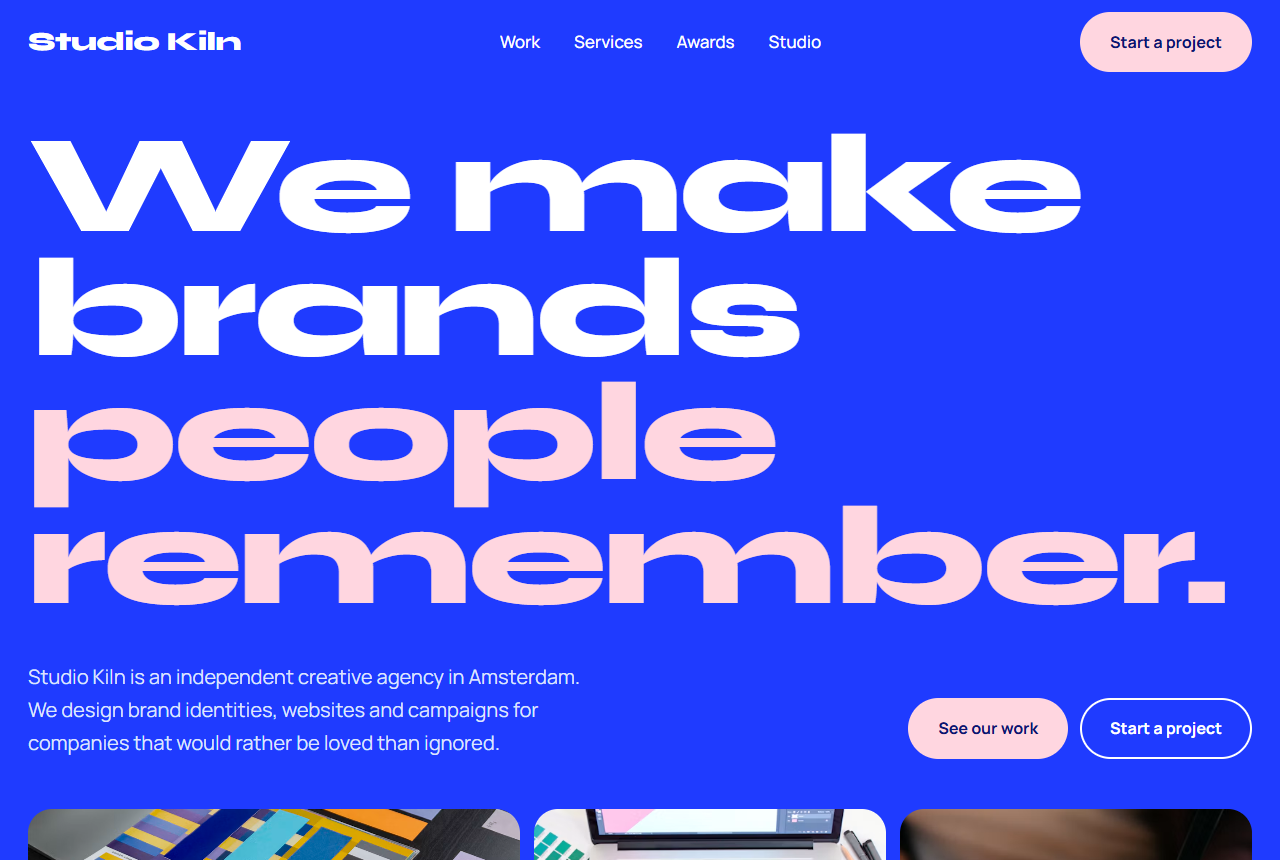 Studio Kiln
Work
Services
Awards
Studio
Start a project
We make
brands
people
remember.
Studio Kiln is an independent creative agency in Amsterdam.
We design brand identities, websites and campaigns for
companies that would rather be loved than ignored.
See our work
Start a project